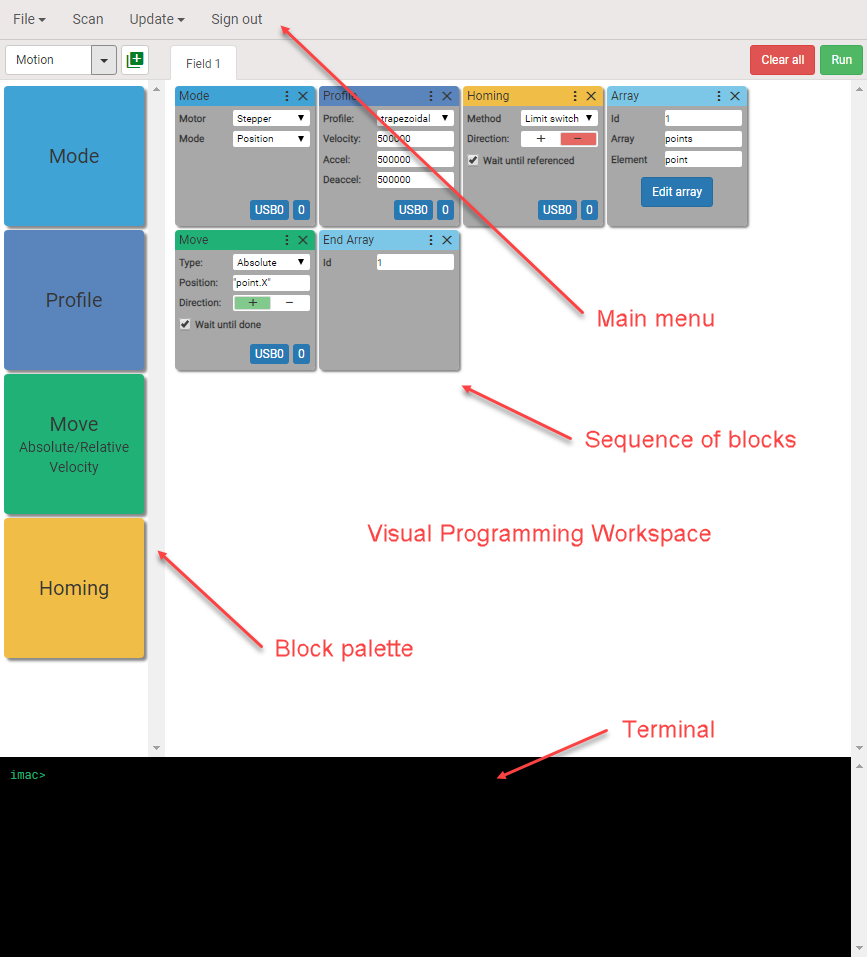 File Scan Update Sign out
Motion
Field 1
Clear all Run
Mode
Profile
Move
Absolute/Relative
Velocity
Homing
Mode
Motor Stepper
Mode Position
USB0 0
Profile
Profile: trapezoidal
Velocity: 500000
Accel: 500000
Deaccel: 500000
USB0 0
Homing
Method Limit switch
Direction: + −
Wait until referenced
USB0 0
Array
Id 1
Array points
Element point
Edit array
Move
Type: Absolute
Position: "point.X"
Direction: + −
Wait until done
USB0 0
End Array
Id 1
Main menu
Sequence of blocks
Visual Programming Workspace
Block palette
Terminal
imac>